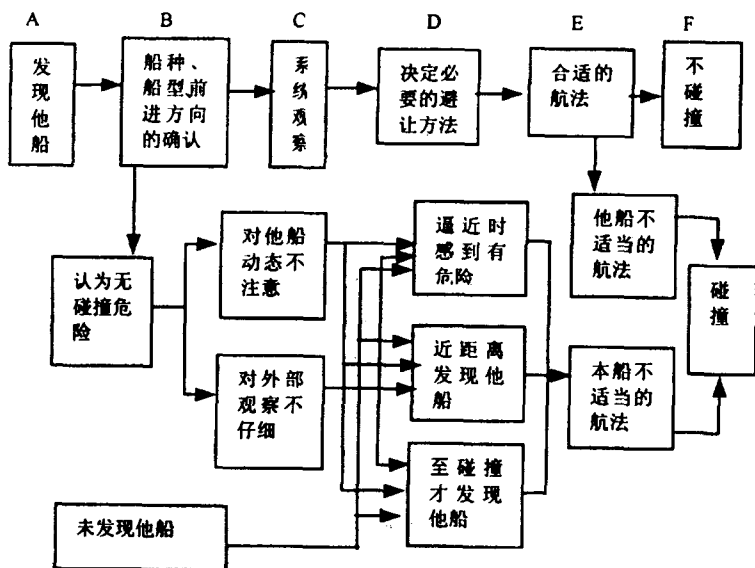 A B C D E F
发
现
他
船
船种、
船型,前
进方向
的确认
系
统
观
察
决定必
要的避
让方法
合适的
航法
不
碰
撞
认为无
碰撞危
险
对他船
动态不
注意
对外部
观察不
仔细
逼近时
感到有
危险
近距离
发现他
船
至碰撞
才发现
他船
他船不
适当的
航法
本船不
适当的
航法
碰
撞
未发现他船